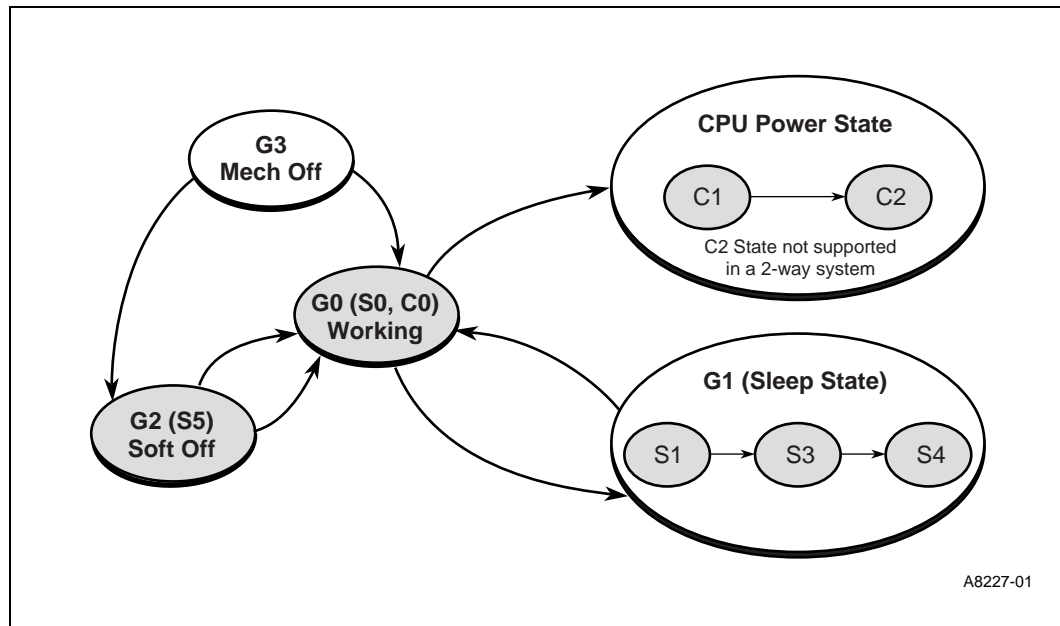 G3
Mech Off
CPU Power State
C1
C2
C2 State not supported
in a 2-way system
G0 (S0, C0)
Working
G1 (Sleep State)
G2 (S5)
Soft Off
S1
S3
S4
A8227-01